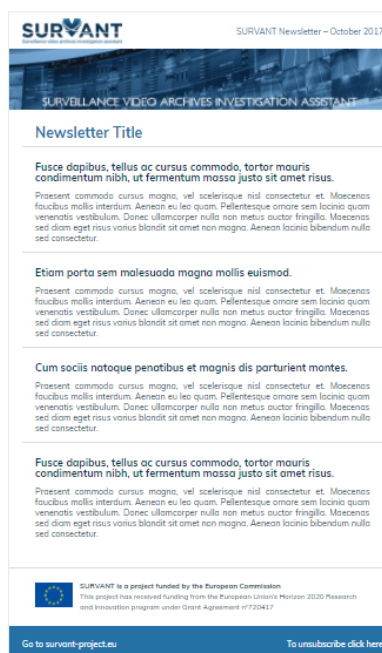 SURVANT
Surveillance video archives investigation assistant
SURVANT Newsletter – October 2017
SURVEILLANCE VIDEO ARCHIVES INVESTIGATION ASSISTANT
Newsletter Title
Fusce dapibus, tellus ac cursus commodo, tortor mauris
condimentum nibh, ut fermentum massa justo sit amet risus.
Praesent commodo cursus magna, vel scelerisque nisl consectetur et. Maecenas
faucibus mollis interdum. Aenean eu leo quam. Pellentesque ornare sem lacinia quam
venenatis vestibulum. Donec ullamcorper nulla non metus auctor fringilla. Maecenas
sed diam eget risus varius blandit sit amet non magna. Aenean lacinia bibendum nulla
sed consectetur.
Etiam porta sem malesuada magna mollis euismod.
Praesent commodo cursus magna, vel scelerisque nisl consectetur et. Maecenas
faucibus mollis interdum. Aenean eu leo quam. Pellentesque ornare sem lacinia quam
venenatis vestibulum. Donec ullamcorper nulla non metus auctor fringilla. Maecenas
sed diam eget risus varius blandit sit amet non magna. Aenean lacinia bibendum nulla
sed consectetur.
Cum sociis natoque penatibus et magnis dis parturient montes.
Praesent commodo cursus magna, vel scelerisque nisl consectetur et. Maecenas
faucibus mollis interdum. Aenean eu leo quam. Pellentesque ornare sem lacinia quam
venenatis vestibulum. Donec ullamcorper nulla non metus auctor fringilla. Maecenas
sed diam eget risus varius blandit sit amet non magna. Aenean lacinia bibendum nulla
sed consectetur.
Fusce dapibus, tellus ac cursus commodo, tortor mauris
condimentum nibh, ut fermentum massa justo sit amet risus.
Praesent commodo cursus magna, vel scelerisque nisl consectetur et. Maecenas
faucibus mollis interdum. Aenean eu leo quam. Pellentesque ornare sem lacinia quam
venenatis vestibulum. Donec ullamcorper nulla non metus auctor fringilla. Maecenas
sed diam eget risus varius blandit sit amet non magna. Aenean lacinia bibendum nulla
sed consectetur.
SURVANT is a project funded by the European Commission
This project has received funding from the European Union's Horizon 2020 Research
and Innovation program under Grant Agreement nº720417
Go to survant-project.eu
To unsubscribe click here